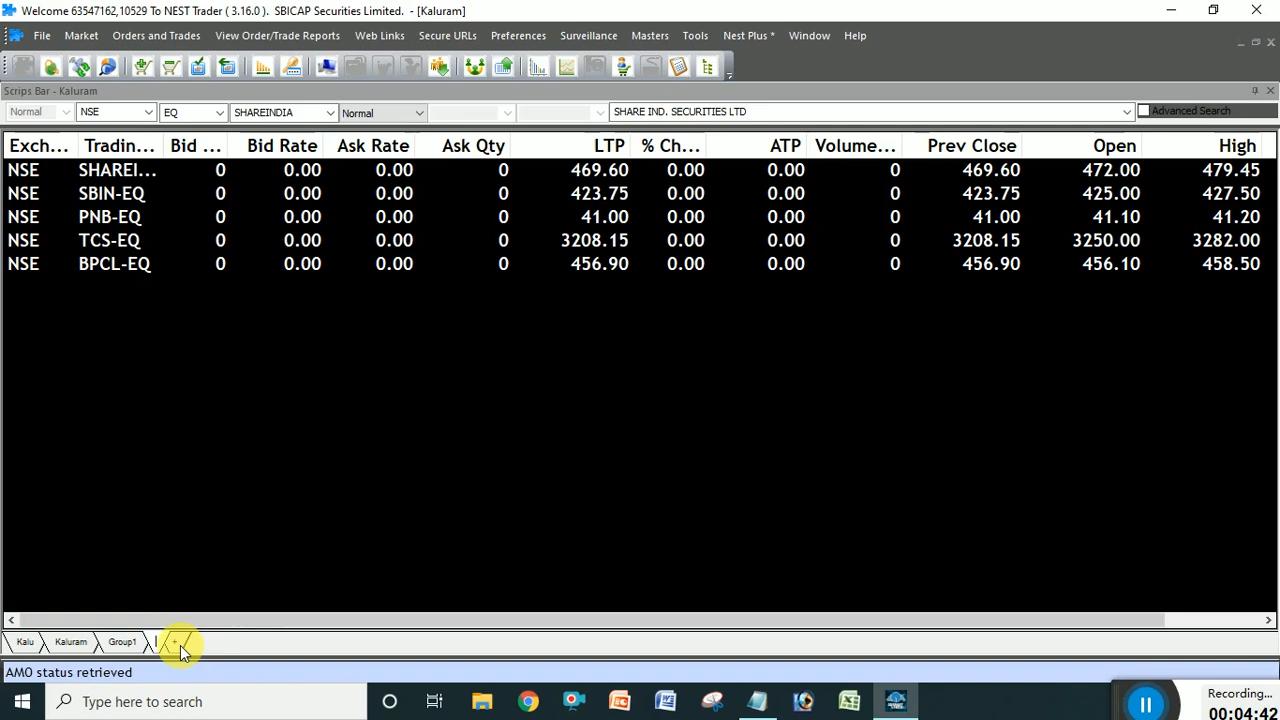 Welcome 63547162,10529 To NEST Trader ( 3.16.0 ). SBICAP Securities Limited. - [Kaluram]
File Market Orders and Trades View Order/Trade Reports Web Links Secure URLs Preferences Surveillance Masters Tools Nest Plus * Window Help
Scrips Bar - Kaluram
Normal NSE EQ SHAREINDIA Normal SHARE IND. SECURITIES LTD Advanced Search
Exch... Tradin... Bid ... Bid Rate Ask Rate Ask Qty LTP % Ch... ATP Volume... Prev Close Open High
NSE SHAREI... 0 0.00 0.00 0 469.60 0.00 0.00 0 469.60 472.00 479.45
NSE SBIN-EQ 0 0.00 0.00 0 423.75 0.00 0.00 0 423.75 425.00 427.50
NSE PNB-EQ 0 0.00 0.00 0 41.00 0.00 0.00 0 41.00 41.10 41.20
NSE TCS-EQ 0 0.00 0.00 0 3208.15 0.00 0.00 0 3208.15 3250.00 3282.00
NSE BPCL-EQ 0 0.00 0.00 0 456.90 0.00 0.00 0 456.90 456.10 458.50
Kalu Kaluram Group1 +
AMO status retrieved
Type here to search
Recording...
00:04:42